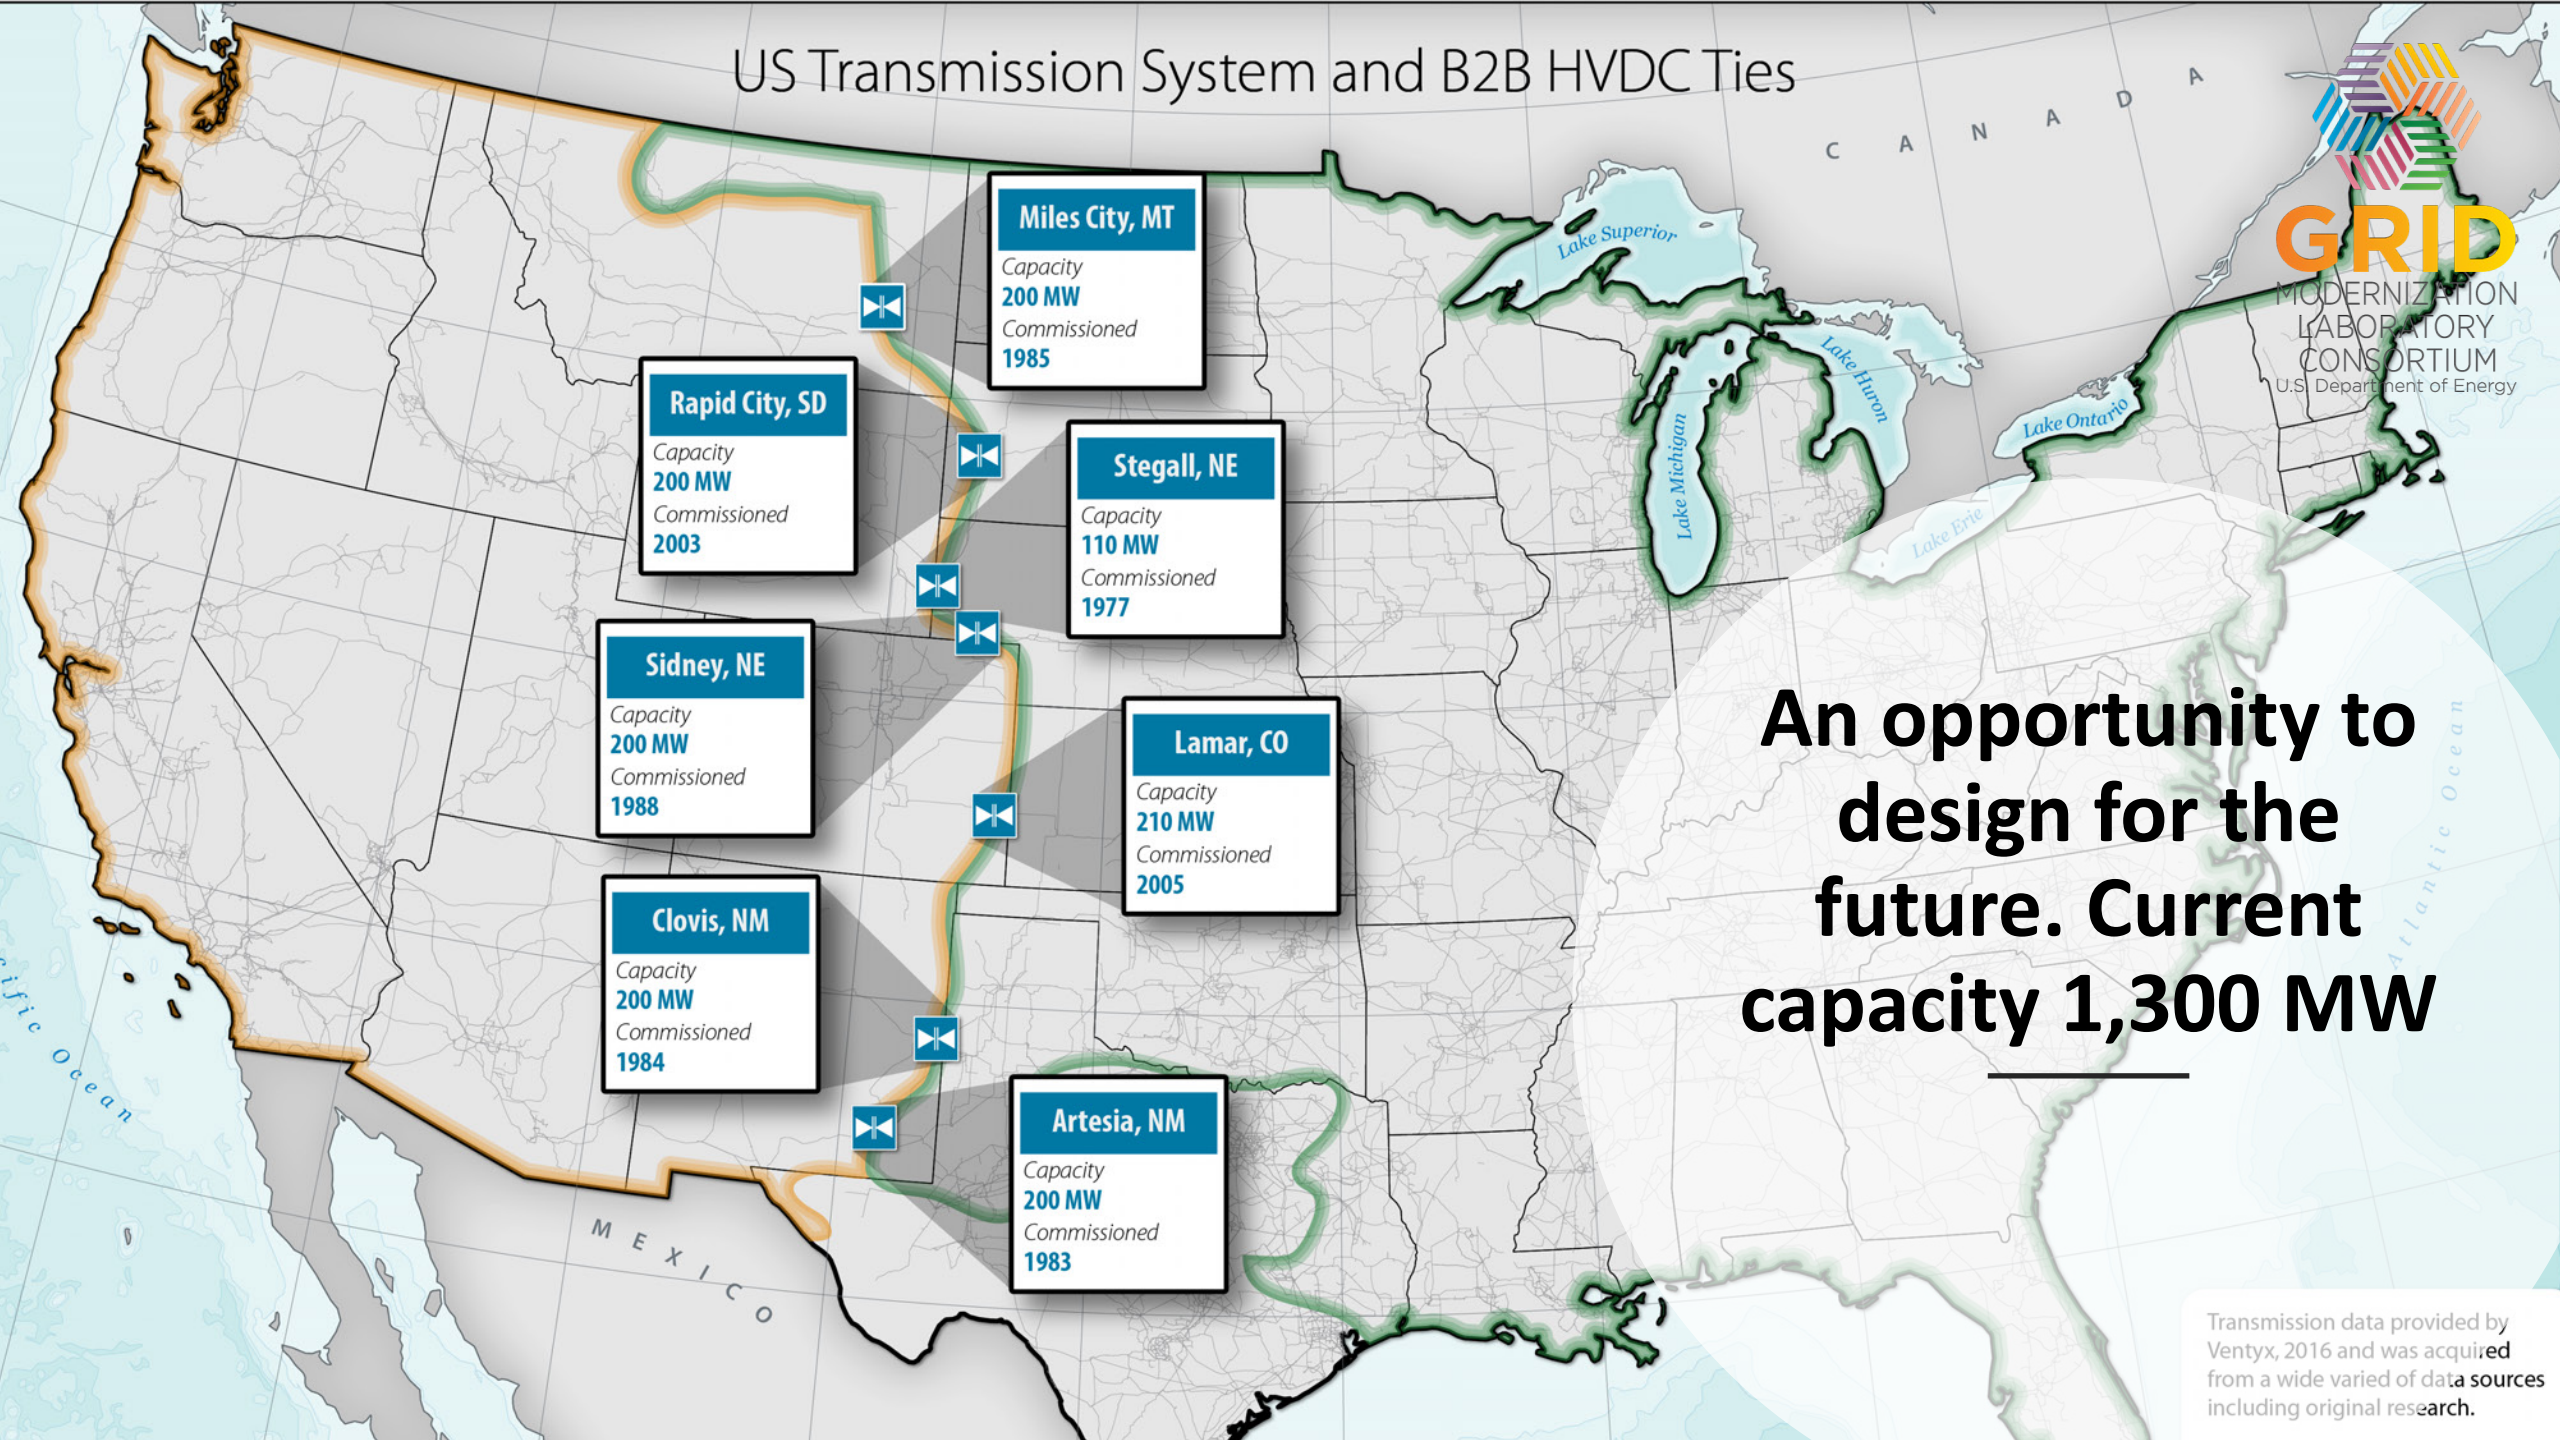 US Transmission System and B2B HVDC Ties
C A N A D A
GRID
MODERNIZATION
LABORATORY
CONSORTIUM
U.S. Department of Energy
Lake Superior
Lake Michigan
Lake Huron
Lake Ontario
Lake Erie
Miles City, MT
Capacity
200 MW
Commissioned
1985
Rapid City, SD
Capacity
200 MW
Commissioned
2003
Stegall, NE
Capacity
110 MW
Commissioned
1977
Sidney, NE
Capacity
200 MW
Commissioned
1988
Lamar, CO
Capacity
210 MW
Commissioned
2005
Clovis, NM
Capacity
200 MW
Commissioned
1984
Artesia, NM
Capacity
200 MW
Commissioned
1983
An opportunity to
design for the
future. Current
capacity 1,300 MW
Atlantic Ocean
cific Ocean
MEXICO
Transmission data provided by
Ventyx, 2016 and was acquired
from a wide varied of data sources
including original research.